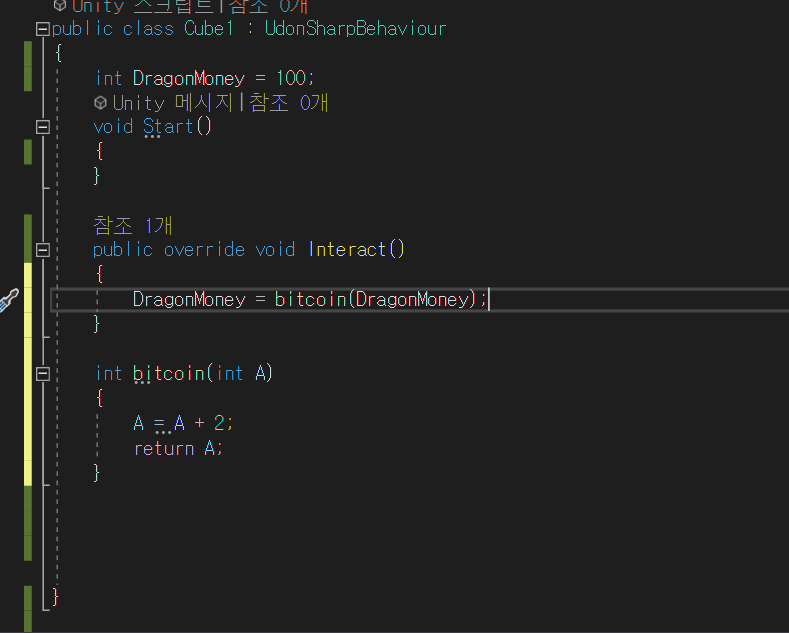 Unity 스크립트|참조 0개
public class Cube1 : UdonSharpBehaviour
{
int DragonMoney = 100;
Unity 메시지|참조 0개
void Start()
{
}
참조 1개
public override void Interact()
{
DragonMoney = bitcoin(DragonMoney);
}
int bitcoin(int A)
{
A = A + 2;
return A;
}
}